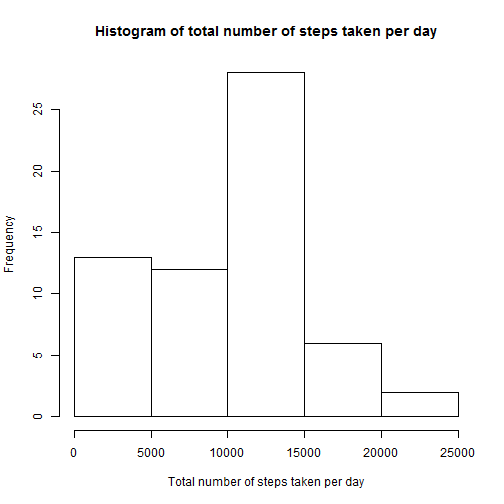 Histogram of total number of steps taken per day
Frequency
25
20
15
10
5
0
0 5000 10000 15000 20000 25000
Total number of steps taken per day